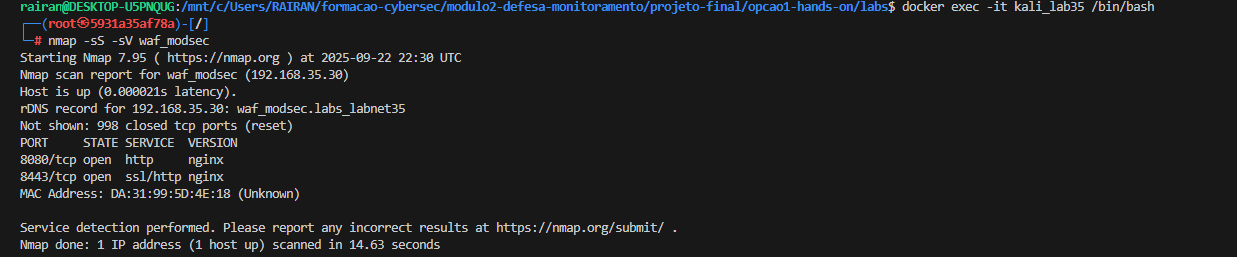 rairan@DESKTOP-U5PNQUG:/mnt/c/Users/RAIRAN/formacao-cybersec/modulo2-defesa-monitoramento/projeto-final/opcao1-hands-on/labs$ docker exec -it kali_lab35 /bin/bash
┌──(root㉿5931a35af78a)-[/]
└─# nmap -sS -sV waf_modsec
Starting Nmap 7.95 ( https://nmap.org ) at 2025-09-22 22:30 UTC
Nmap scan report for waf_modsec (192.168.35.30)
Host is up (0.000021s latency).
rDNS record for 192.168.35.30: waf_modsec.labs_labnet35
Not shown: 998 closed tcp ports (reset)
PORT     STATE SERVICE  VERSION
8080/tcp open  http     nginx
8443/tcp open  ssl/http nginx
MAC Address: DA:31:99:5D:4E:18 (Unknown)

Service detection performed. Please report any incorrect results at https://nmap.org/submit/ .
Nmap done: 1 IP address (1 host up) scanned in 14.63 seconds